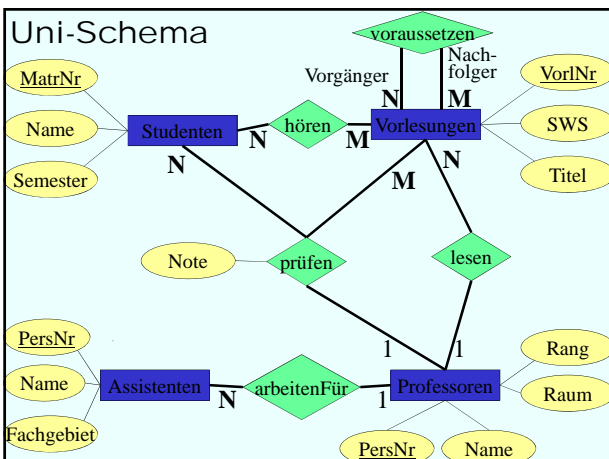 Uni-Schema
voraussetzen
Vorgänger
Nach-
folger
N
M
MatrNr
Name
Semester
Studenten
N
hören
M
Vorlesungen
VorlNr
SWS
Titel
N
M
N
Note
prüfen
lesen
1
1
PersNr
Name
Fachgebiet
Assistenten
N
arbeitenFür
1
Professoren
Rang
Raum
PersNr
Name